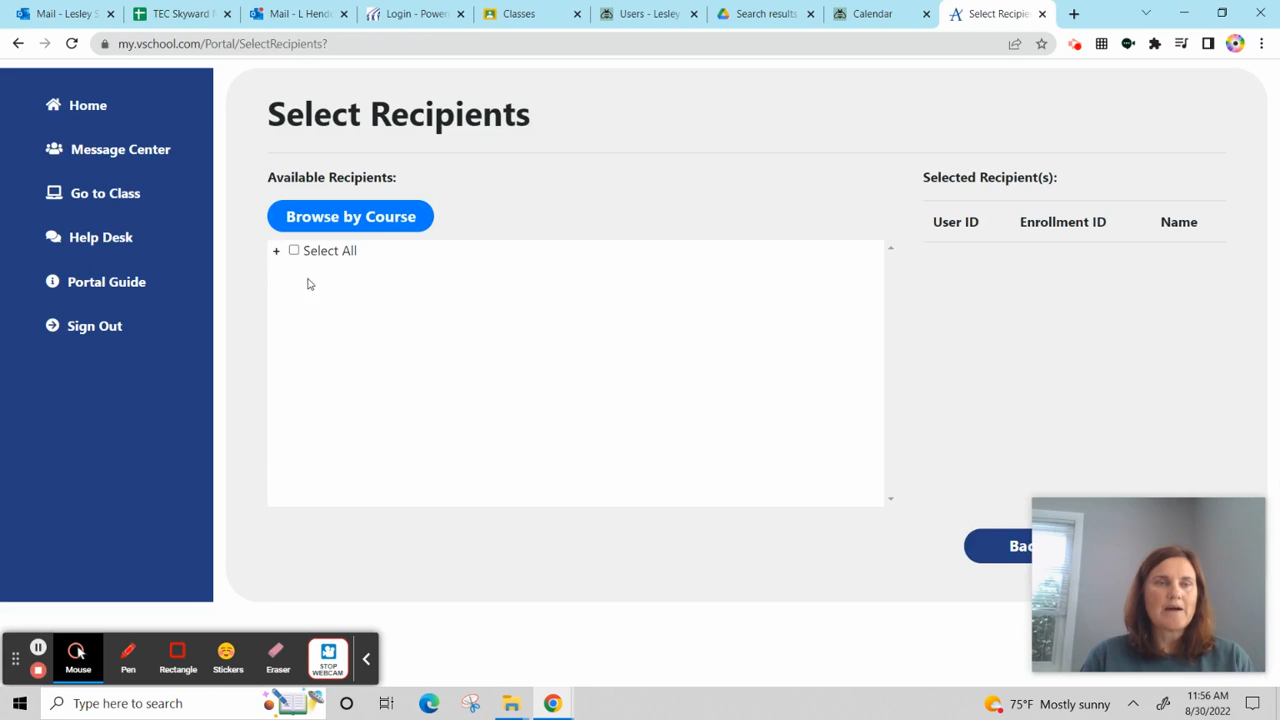 Mail - Lesley S
TEC Skyward M
Mail - L Hende
Login - Power
Classes
Users - Lesley
Search results
Calendar
Select Recipie
my.vschool.com/Portal/SelectRecipients?
Home
Message Center
Go to Class
Help Desk
Portal Guide
Sign Out
Select Recipients
Available Recipients:
Browse by Course
+ Select All
Selected Recipient(s):
User ID Enrollment ID Name
Bac
Mouse
Pen
Rectangle
Stickers
Eraser
STOP
WEBCAM
Type here to search
75°F Mostly sunny
11:56 AM
8/30/2022